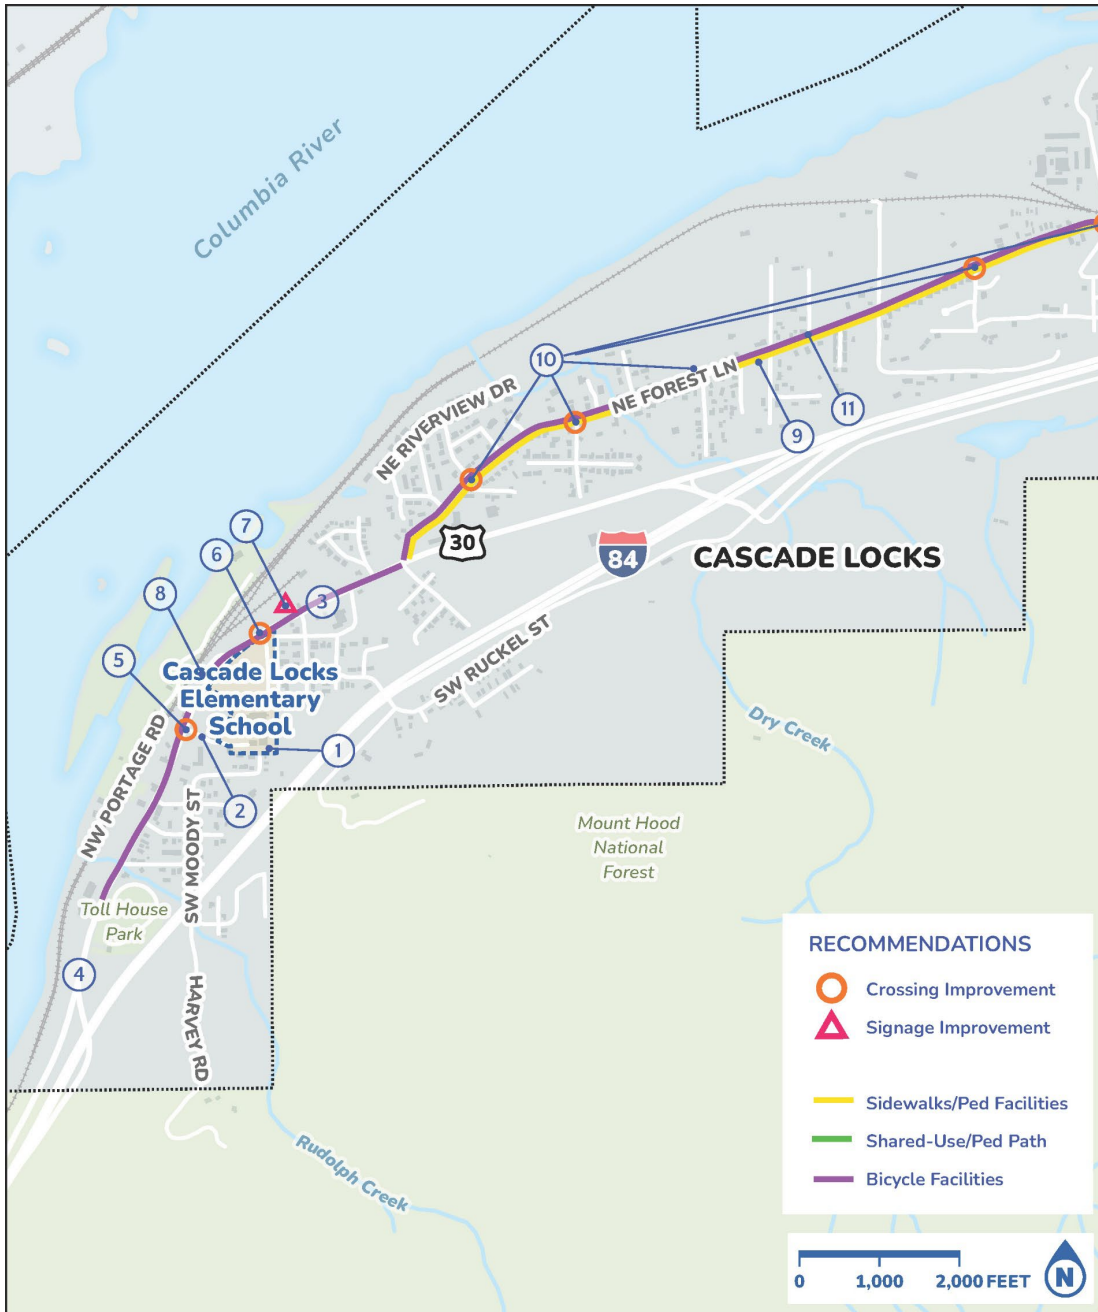 Columbia River
10
NE FOREST LN
11
9
NE RIVERVIEW DR
7
6
30
84
CASCADE LOCKS
8
3
5
Cascade Locks
Elementary
School
SW RUCKEL ST
1
2
NW PORTAGE RD
SW MOODY ST
Dry Creek
Mount Hood
National
Forest
Toll House
Park
4
HARVEY RD
Rudolph Creek
RECOMMENDATIONS
Crossing Improvement
Signage Improvement
Sidewalks/Ped Facilities
Shared-Use/Ped Path
Bicycle Facilities
0 1,000 2,000 FEET
N